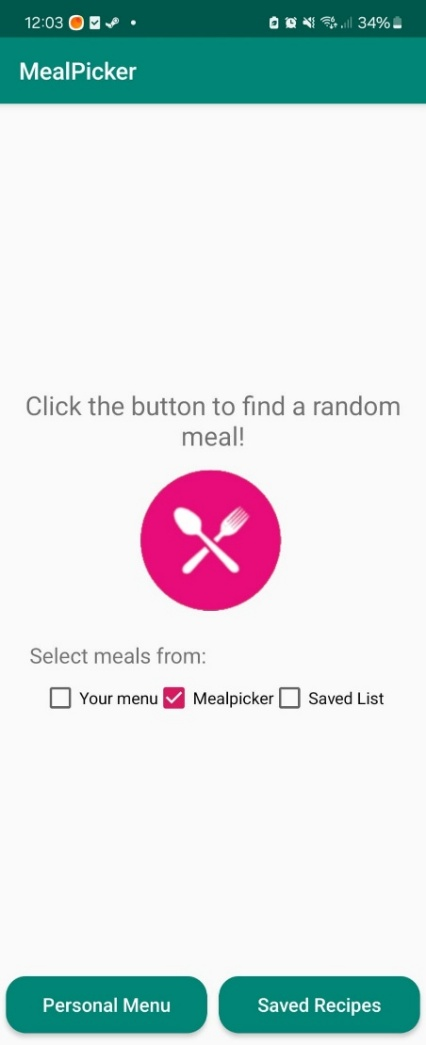 12:03 34%
MealPicker
Click the button to find a random
meal!
Select meals from:
Your menu Mealpicker Saved List
Personal Menu Saved Recipes